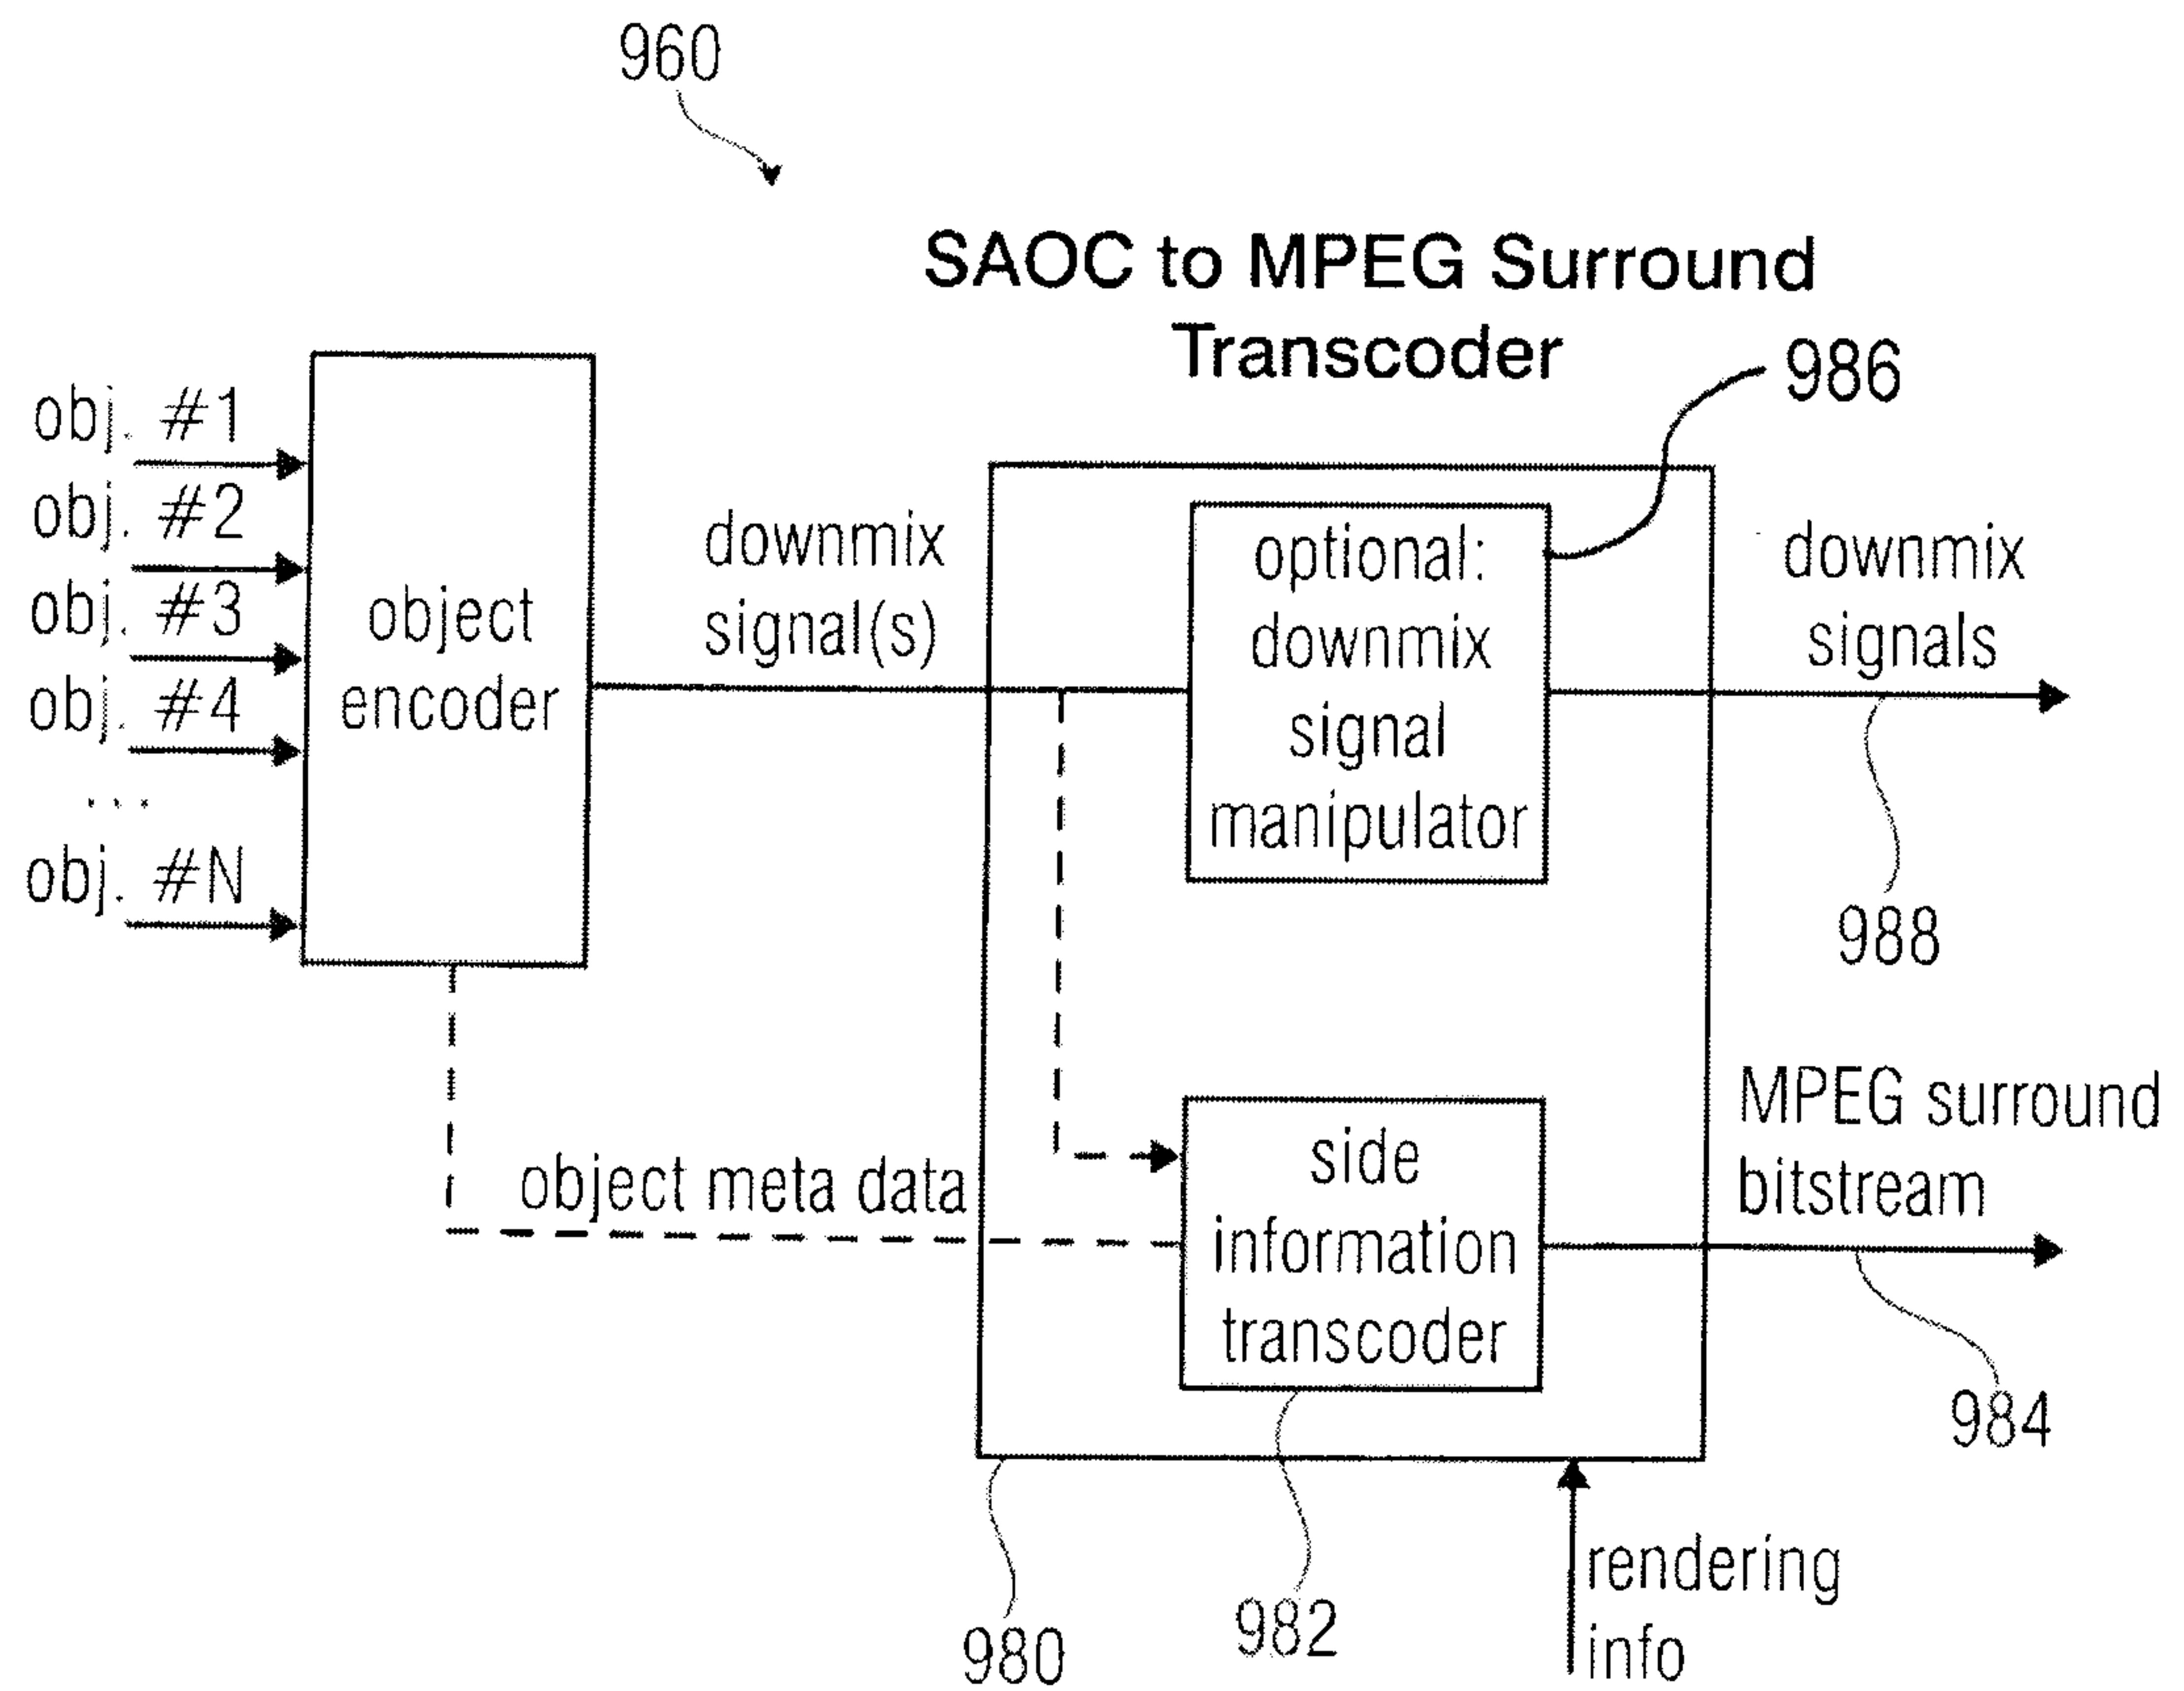 960
SAOC to MPEG Surround
Transcoder
986
obj. #1
obj. #2
obj. #3
obj. #4
...
obj. #N
object
encoder
downmix
signal(s)
optional:
downmix
signal
manipulator
downmix
signals
988
object meta data
side
information
transcoder
MPEG surround
bitstream
984
980
982
rendering
info